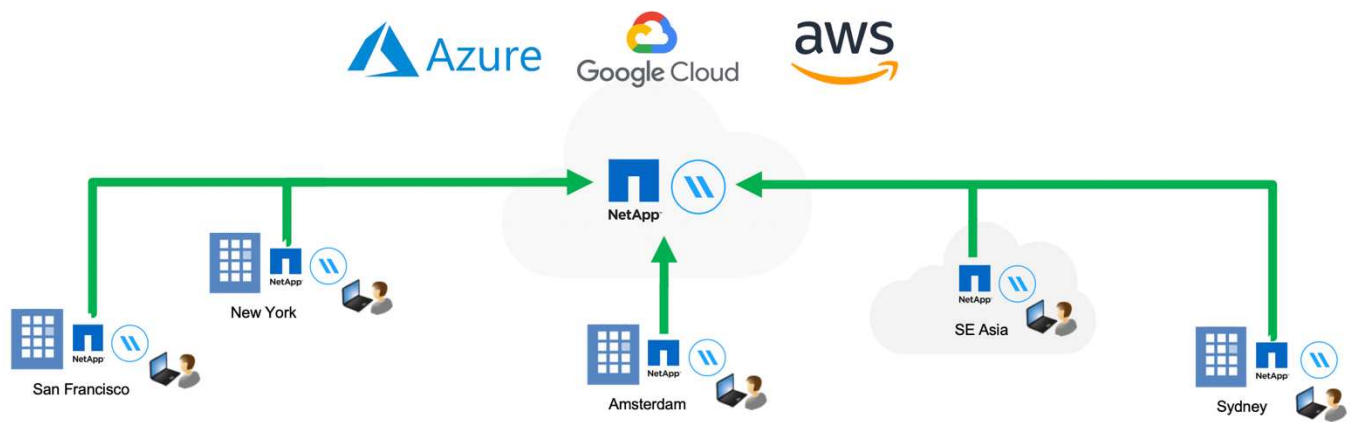 Azure
Google Cloud
aws
NetApp
NetApp
New York
NetApp
SE Asia
NetApp
San Francisco
NetApp
Amsterdam
NetApp
Sydney